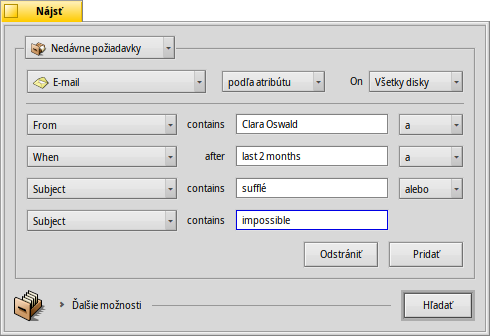 Nájsť
Nedávne požiadavky
E-mail podľa atribútu On Všetky disky
From contains Clara Oswald a
When after last 2 months a
Subject contains sufflé alebo
Subject contains impossible
Odstrániť Pridať
Ďalšie možnosti Hľadať